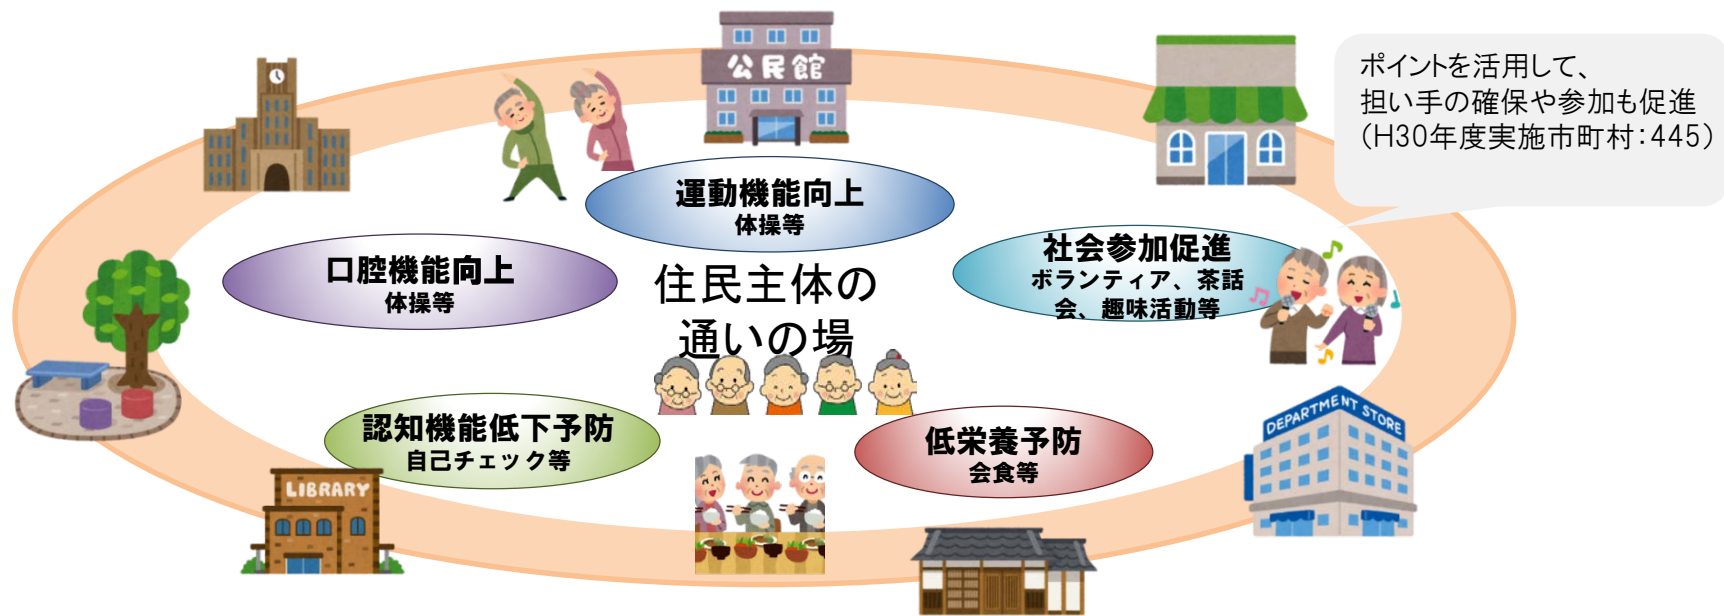 公民館
ポイントを活用して、
担い手の確保や参加も促進
（H30年度実施市町村：445）
運動機能向上
体操等
社会参加促進
ボランティア、茶話
会、趣味活動等
口腔機能向上
体操等
住民主体の
通いの場
認知機能低下予防
自己チェック等
低栄養予防
会食等
DEPARTMENT STORE
LIBRARY